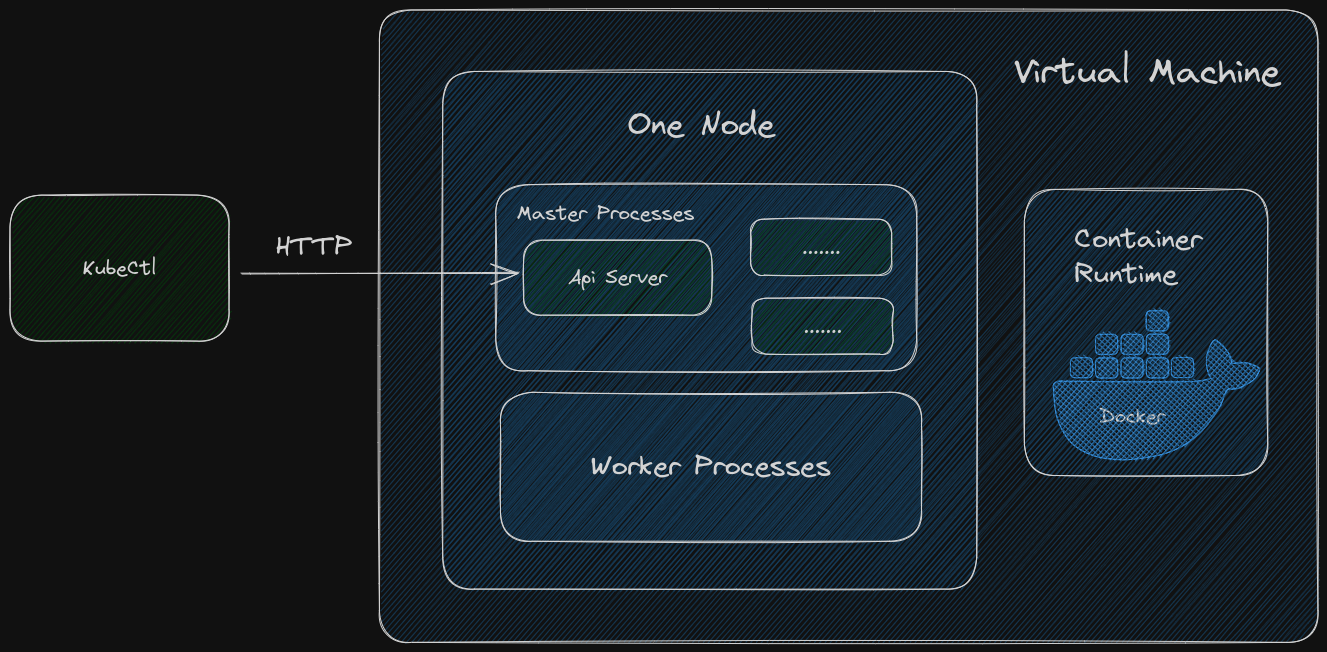 Virtual Machine
One Node
Master Processes
KubeCtl
HTTP
Api Server
.......
.......
Worker Processes
Container
Runtime
Docker